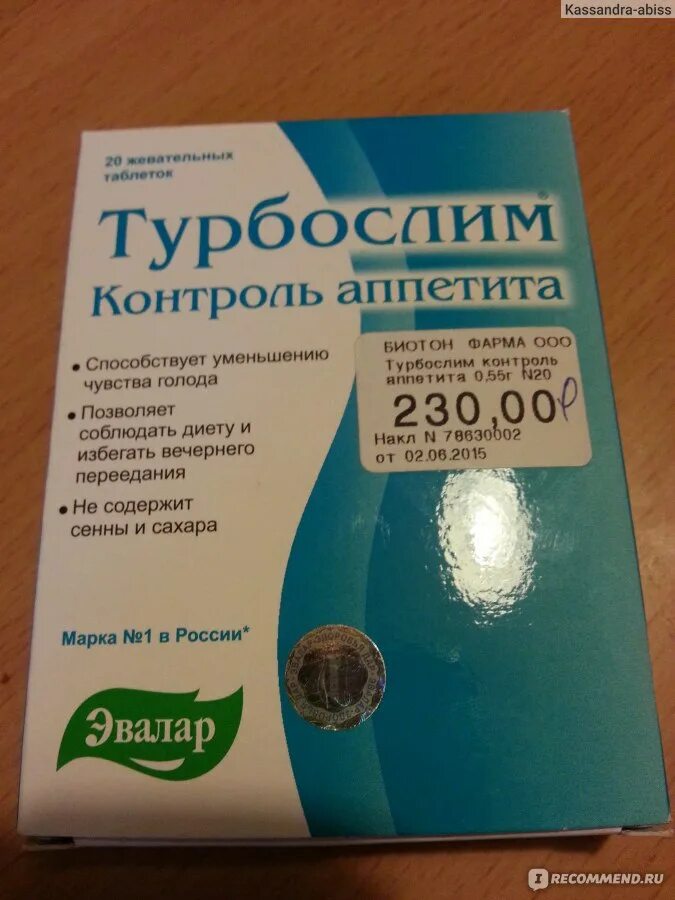 Kassandra-abiss
20 жевательных
таблеток
Турбослим®
Контроль аппетита
БИОТОН ФАРМА ООО
Турбослим контроль
аппетита 0,55г N20
230,00 р
Накл N 78630002
от 02.06.2015
• Способствует уменьшению
чувства голода
• Позволяет
соблюдать диету и
избегать вечернего
переедания
• Не содержит
сенны и сахара
Марка №1 в России*
Эвалар
IRECOMMEND.RU